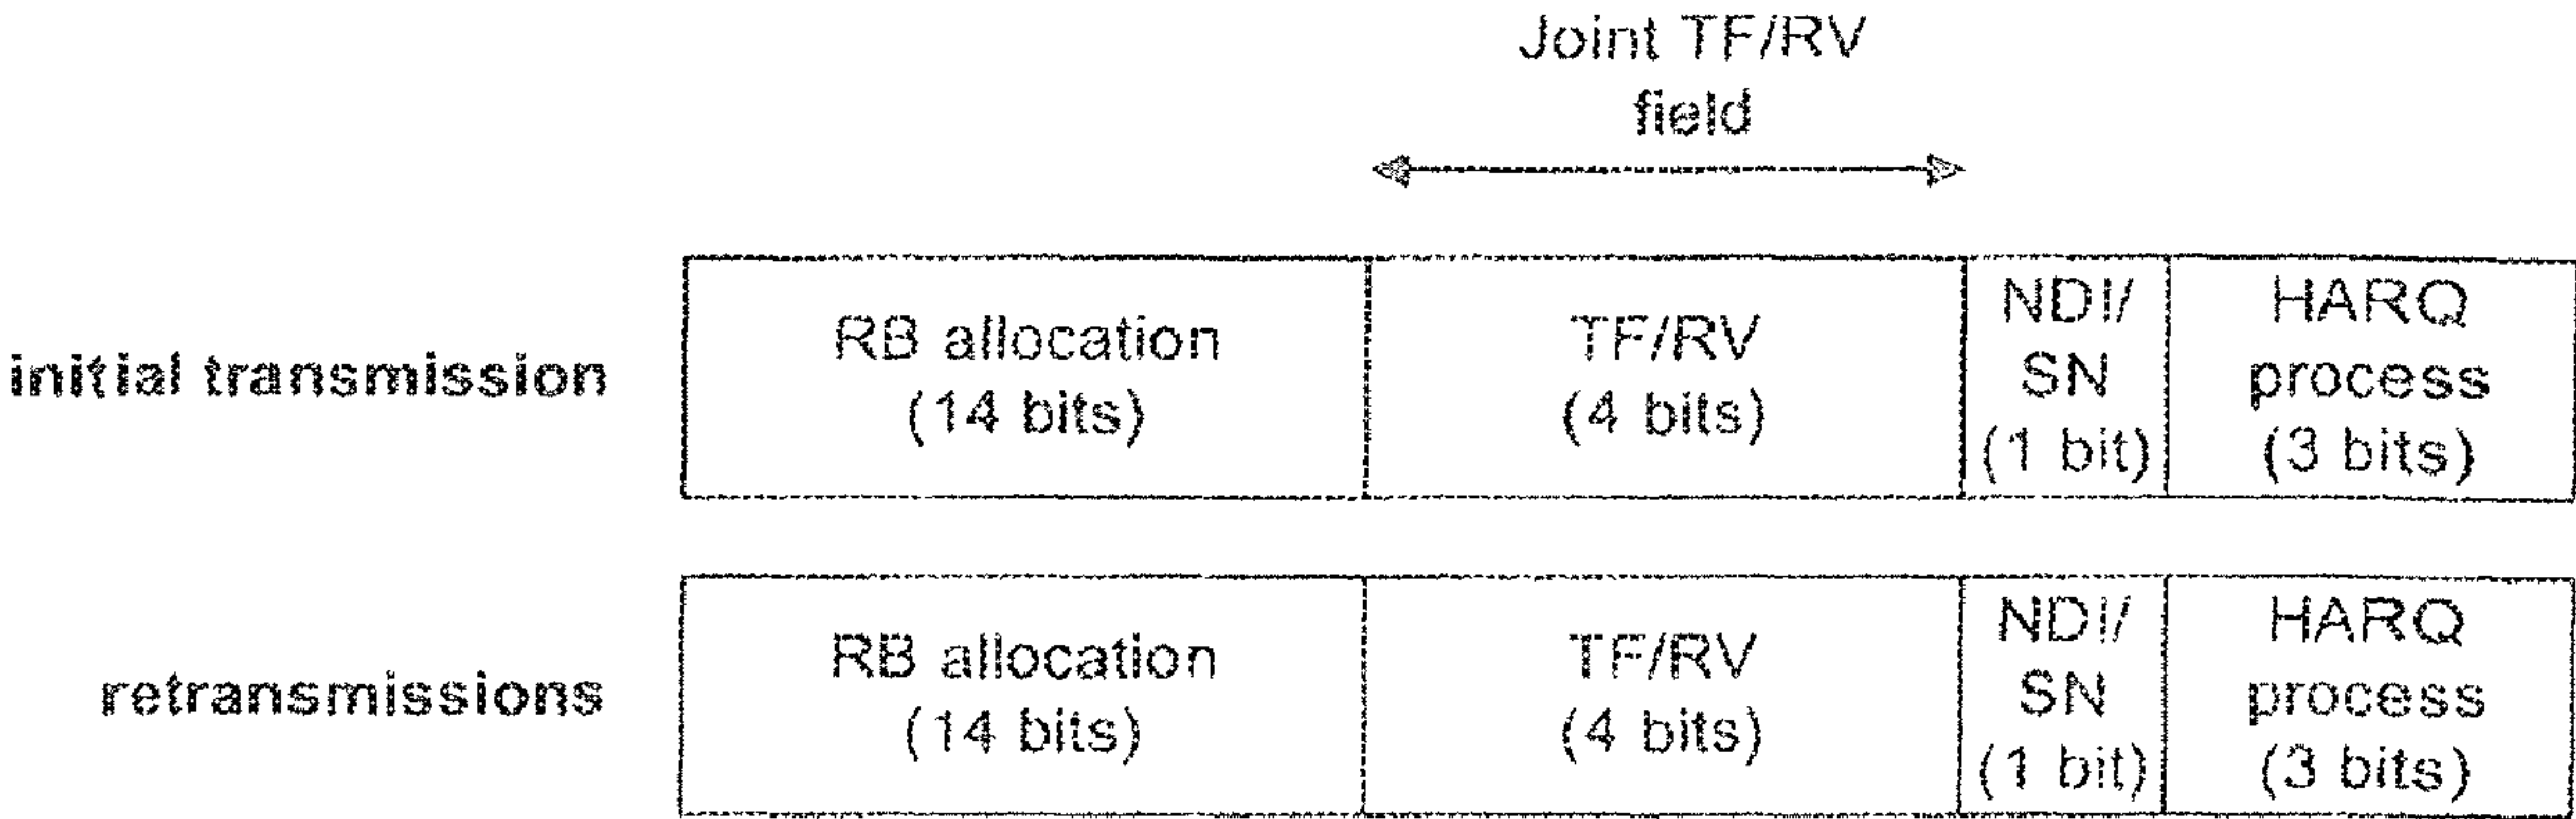 Joint TF/RV
field
initial transmission
RB allocation
(14 bits)
TF/RV
(4 bits)
NDI/
SN
(1 bit)
HARQ
process
(3 bits)
retransmissions
RB allocation
(14 bits)
TF/RV
(4 bits)
NDI/
SN
(1 bit)
HARQ
process
(3 bits)